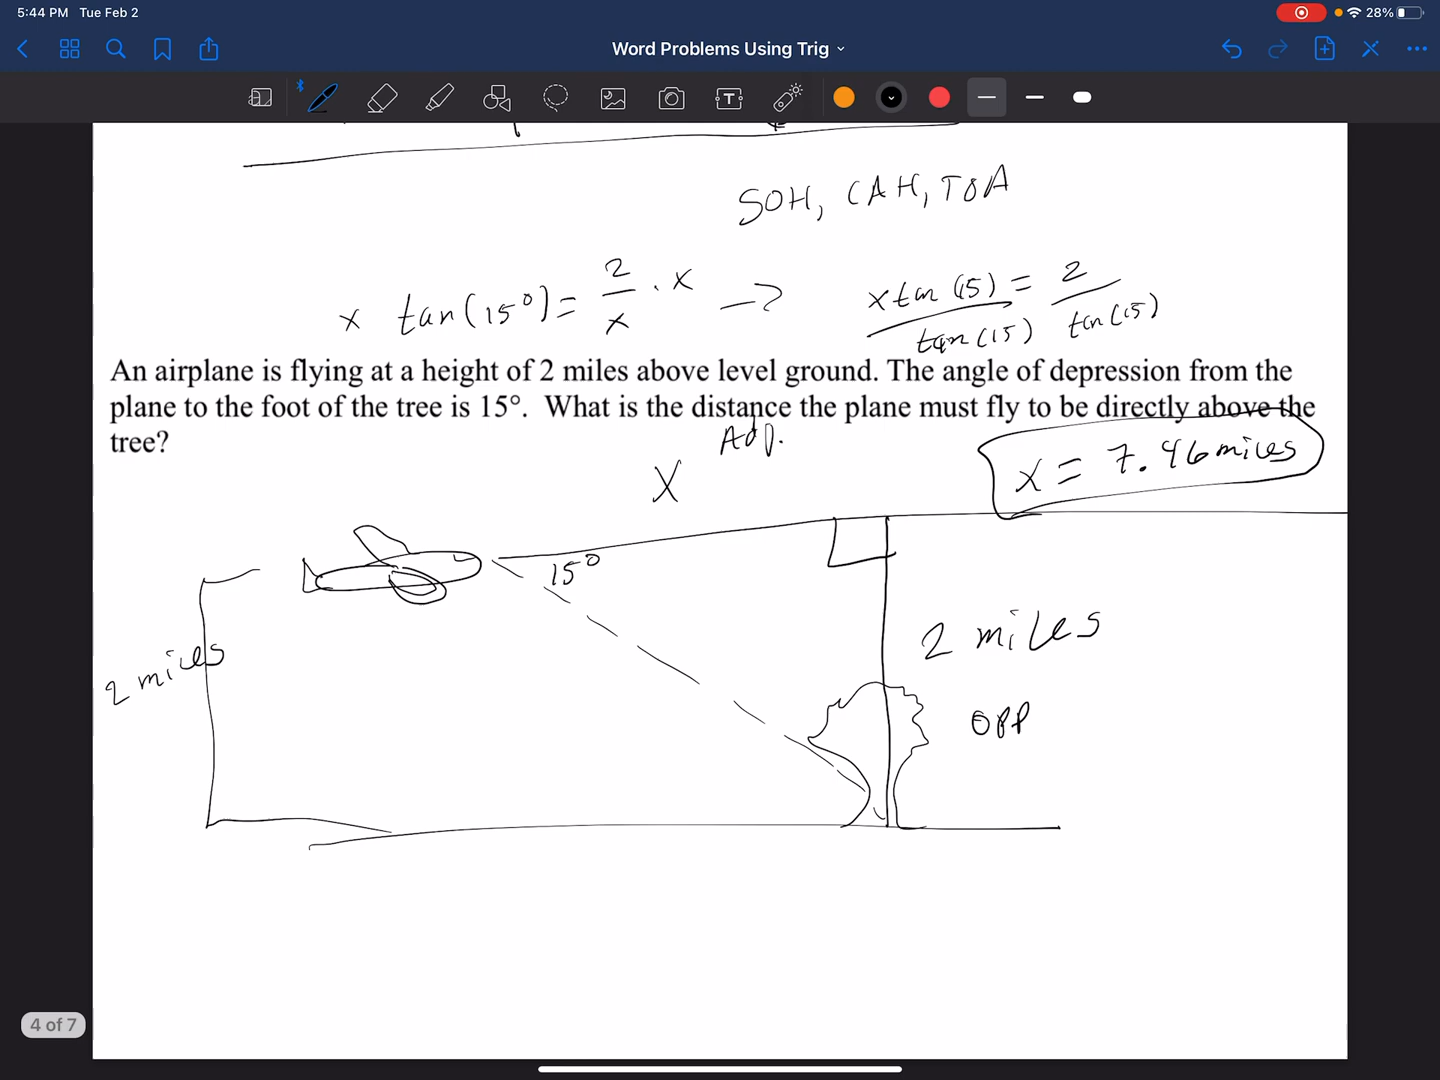 5:44 PM Tue Feb 2
28%
Word Problems Using Trig
SOH, CAH, TOA
x tan(15°) = 2/x · x → xtan(15)/tan(15) = 2/tan(15)
An airplane is flying at a height of 2 miles above level ground. The angle of depression from the
plane to the foot of the tree is 15°. What is the distance the plane must fly to be directly above the
tree?
Adj.
x = 7.46 miles
X
15°
2 miles
2 miles
OPP
4 of 7